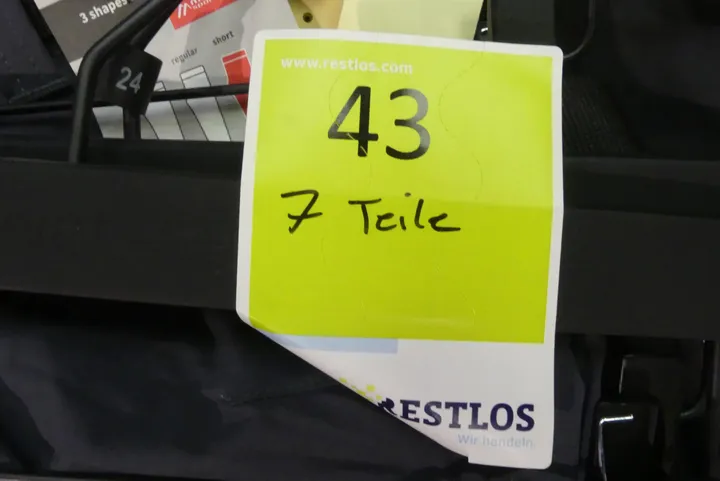 3 shapes
regular short
24
www.restlos.com
43
7 Teile
RESTLOS
Wir handeln